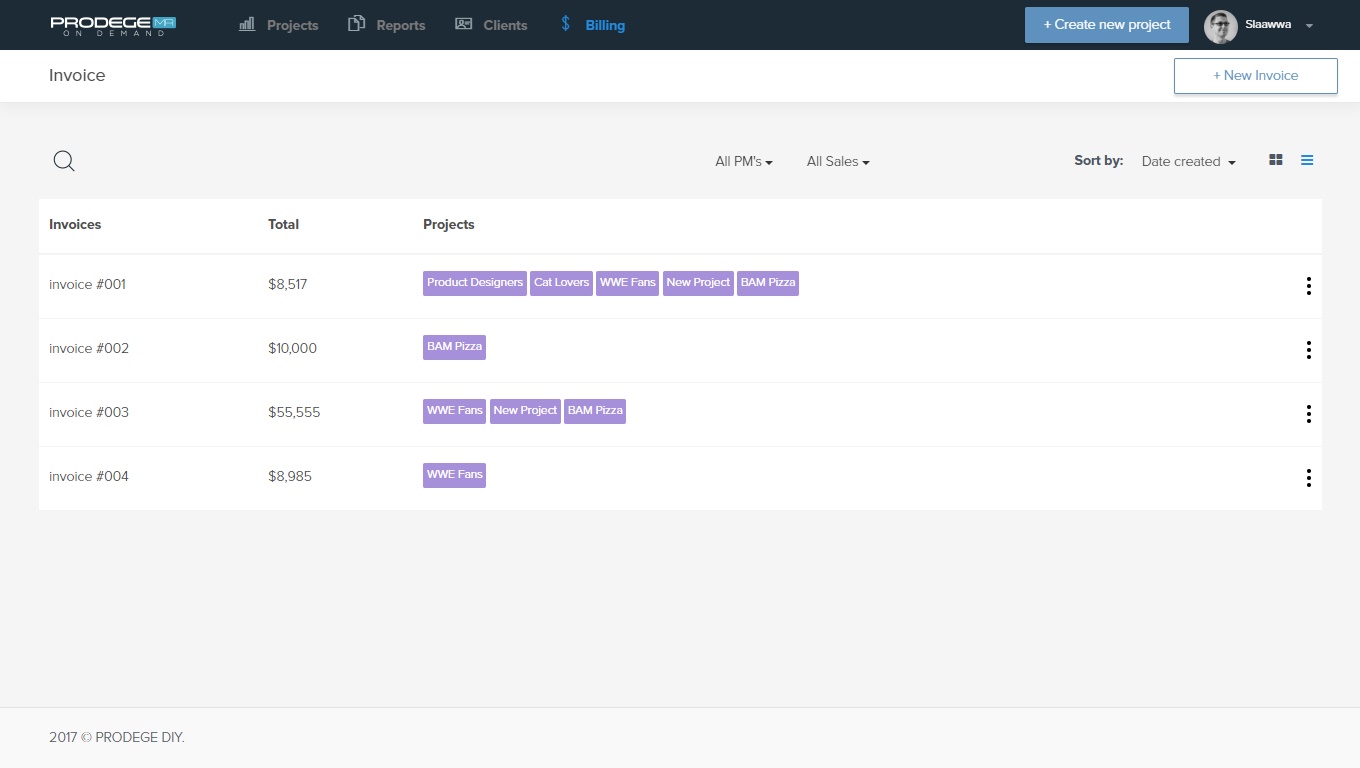 PRODEGE MR
ON DEMAND
Projects Reports Clients Billing
+ Create new project
Slaawwa
Invoice
+ New Invoice
All PM's All Sales Sort by: Date created
Invoices Total Projects
invoice #001 $8,517 Product Designers Cat Lovers WWE Fans New Project BAM Pizza
invoice #002 $10,000 BAM Pizza
invoice #003 $55,555 WWE Fans New Project BAM Pizza
invoice #004 $8,985 WWE Fans
2017 © PRODEGE DIY.